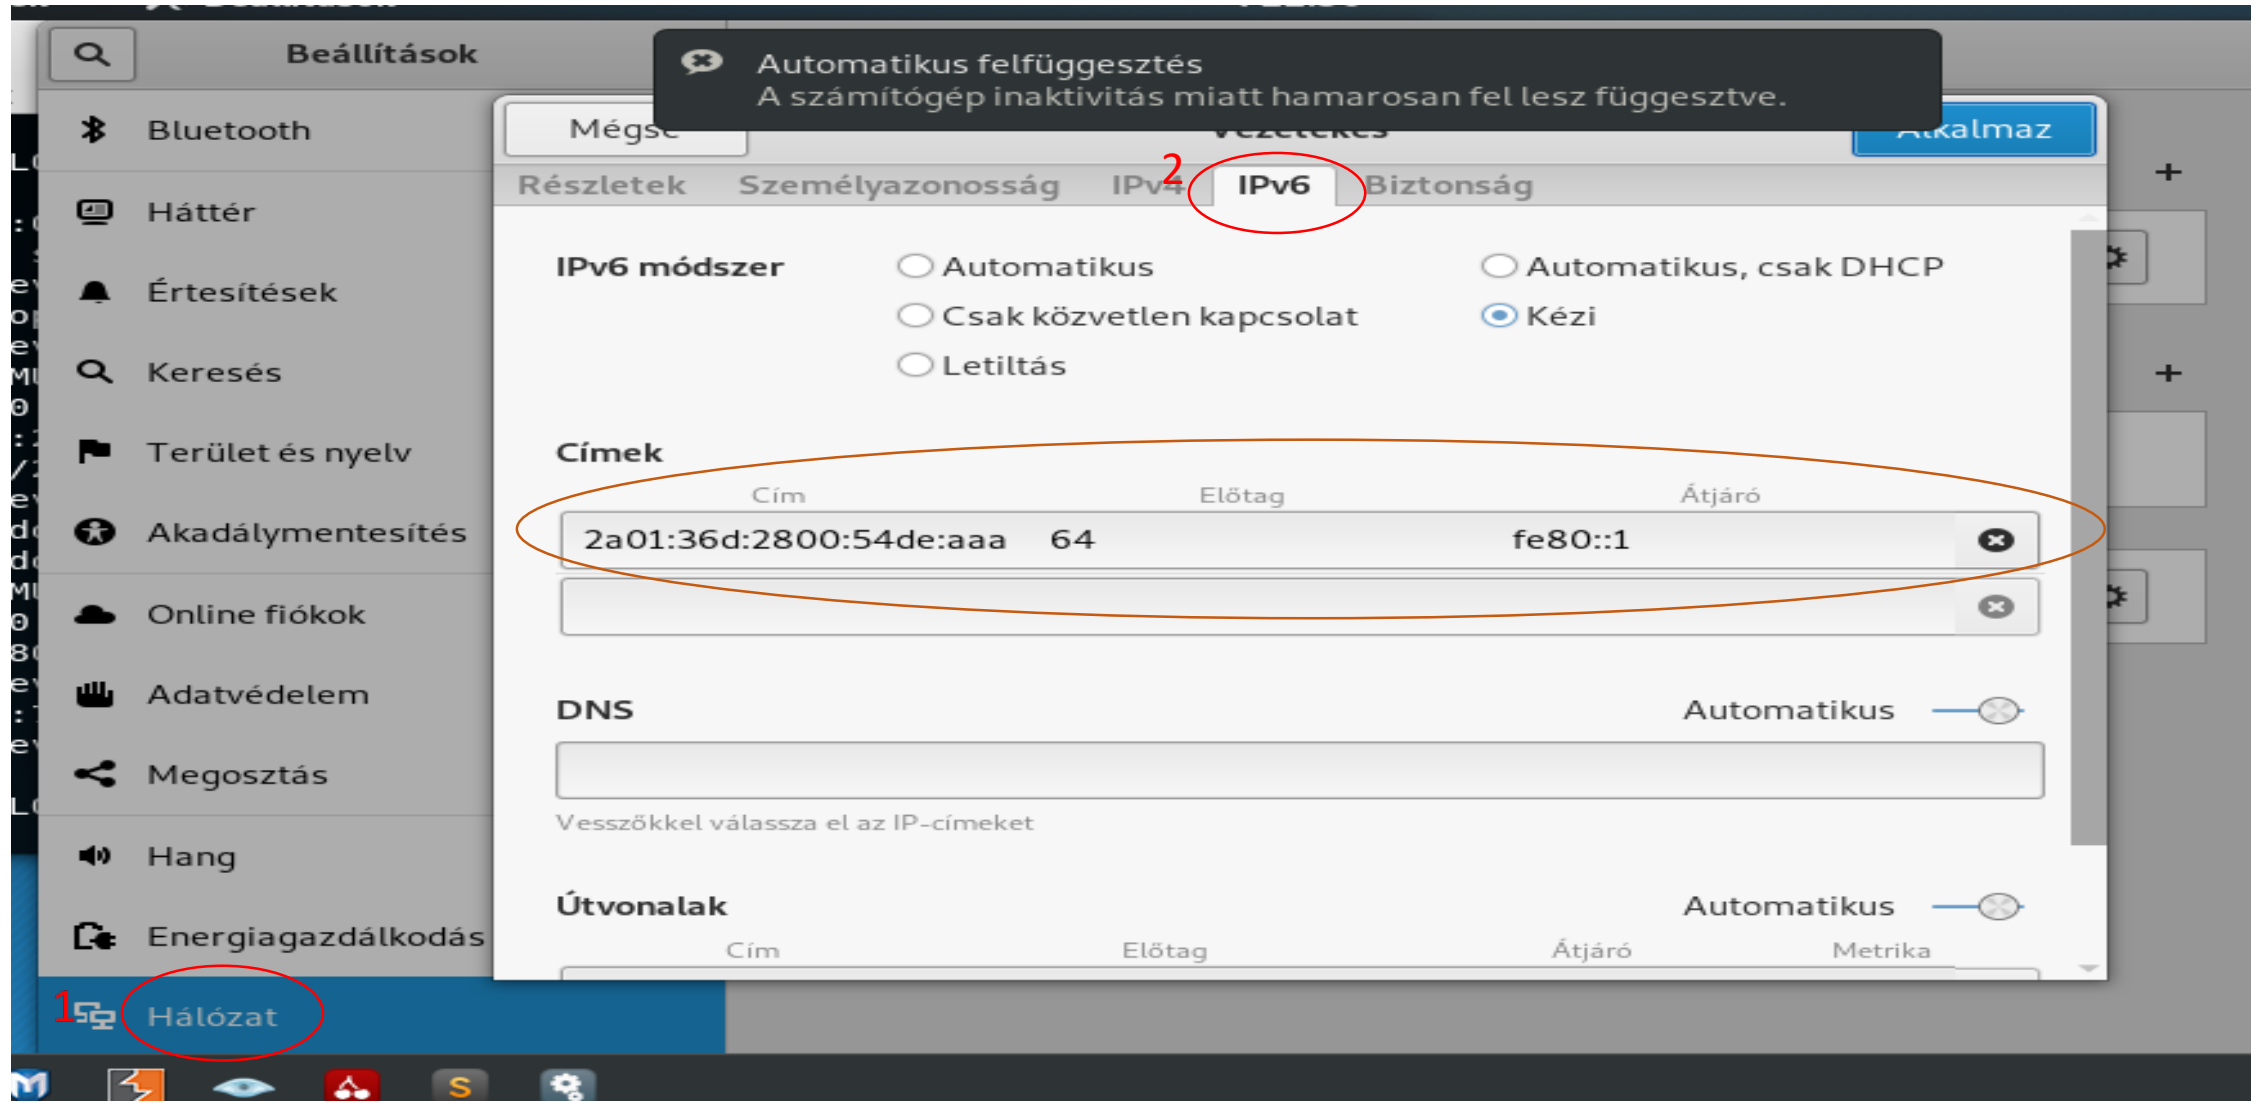 Beállítások
Automatikus felfüggesztés
A számítógép inaktivitás miatt hamarosan fel lesz függesztve.
Mégse
Vezetékes
Alkalmaz
Bluetooth
Háttér
Értesítések
Keresés
Terület és nyelv
Akadálymentesítés
Online fiókok
Adatvédelem
Megosztás
Hang
Energiagazdálkodás
1
Hálózat
2
Részletek Személyazonosság IPv4 IPv6 Biztonság
IPv6 módszer
Automatikus
Automatikus, csak DHCP
Csak közvetlen kapcsolat
Kézi
Letiltás
Címek
Cím Előtag Átjáró
2a01:36d:2800:54de:aaa 64 fe80::1
DNS Automatikus
Vesszőkkel válassza el az IP-címeket
Útvonalak Automatikus
Cím Előtag Átjáró Metrika